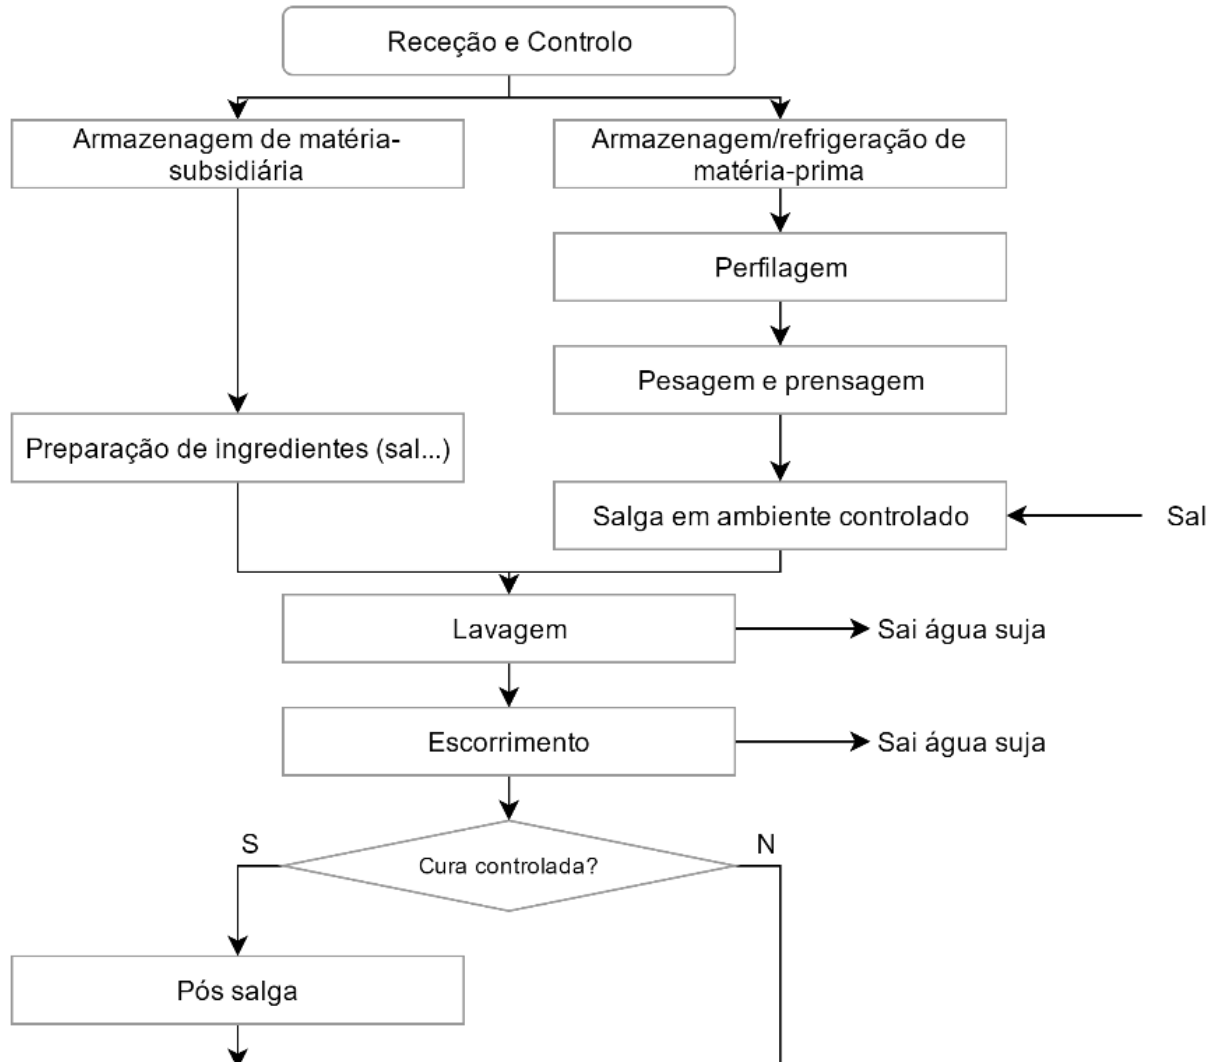 Receção e Controlo
Armazenagem de matéria-
subsidiária
Armazenagem/refrigeração de
matéria-prima
Perfilagem
Pesagem e prensagem
Preparação de ingredientes (sal...)
Salga em ambiente controlado
Sal
Lavagem
Sai água suja
Escorrimento
Sai água suja
S
N
Cura controlada?
Pós salga